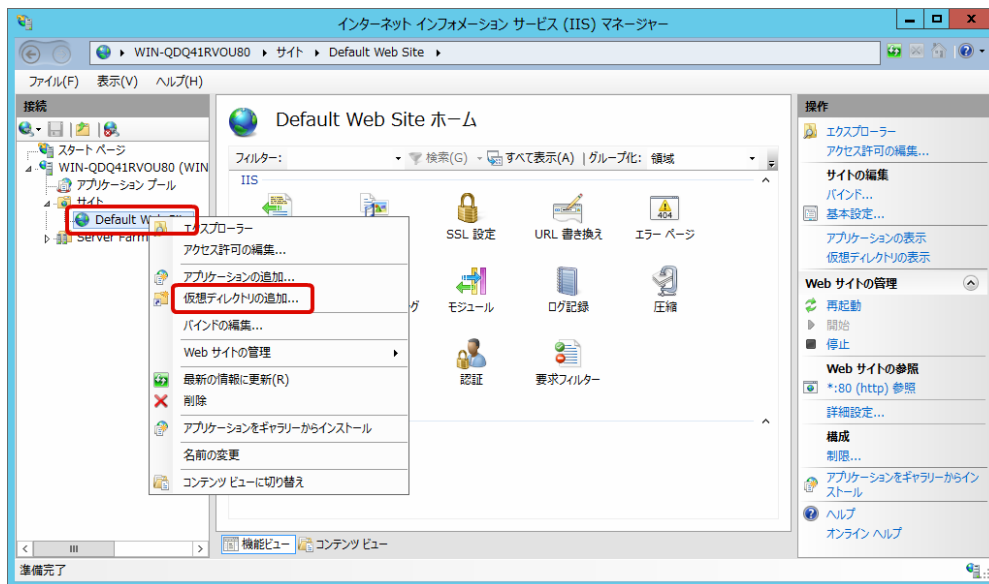 インターネット インフォメーション サービス (IIS) マネージャー
WIN-QDQ41RVOU80 ▸ サイト ▸ Default Web Site ▸
ファイル(F) 表示(V) ヘルプ(H)
接続
スタート ページ
WIN-QDQ41RVOU80 (WIN
アプリケーション プール
サイト
Default
Server Farm
Default Web Site ホーム
フィルター: 検索(G) すべて表示(A) グループ化: 領域
IIS
SSL 設定
URL 書き換え
404
エラー ページ
グ
モジュール
ログ記録
圧縮
認証
要求フィルター
エクスプローラー
アクセス許可の編集...
アプリケーションの追加...
仮想ディレクトリの追加...
バインドの編集...
Web サイトの管理
最新の情報に更新(R)
削除
アプリケーションをギャラリーからインストール
名前の変更
コンテンツ ビューに切り替え
機能ビュー コンテンツ ビュー
操作
エクスプローラー
アクセス許可の編集...
サイトの編集
バインド...
基本設定...
アプリケーションの表示
仮想ディレクトリの表示
Web サイトの管理
再起動
開始
停止
Web サイトの参照
*:80 (http) 参照
詳細設定...
構成
制限...
アプリケーションをギャラリーからイン
ストール
ヘルプ
オンライン ヘルプ
準備完了